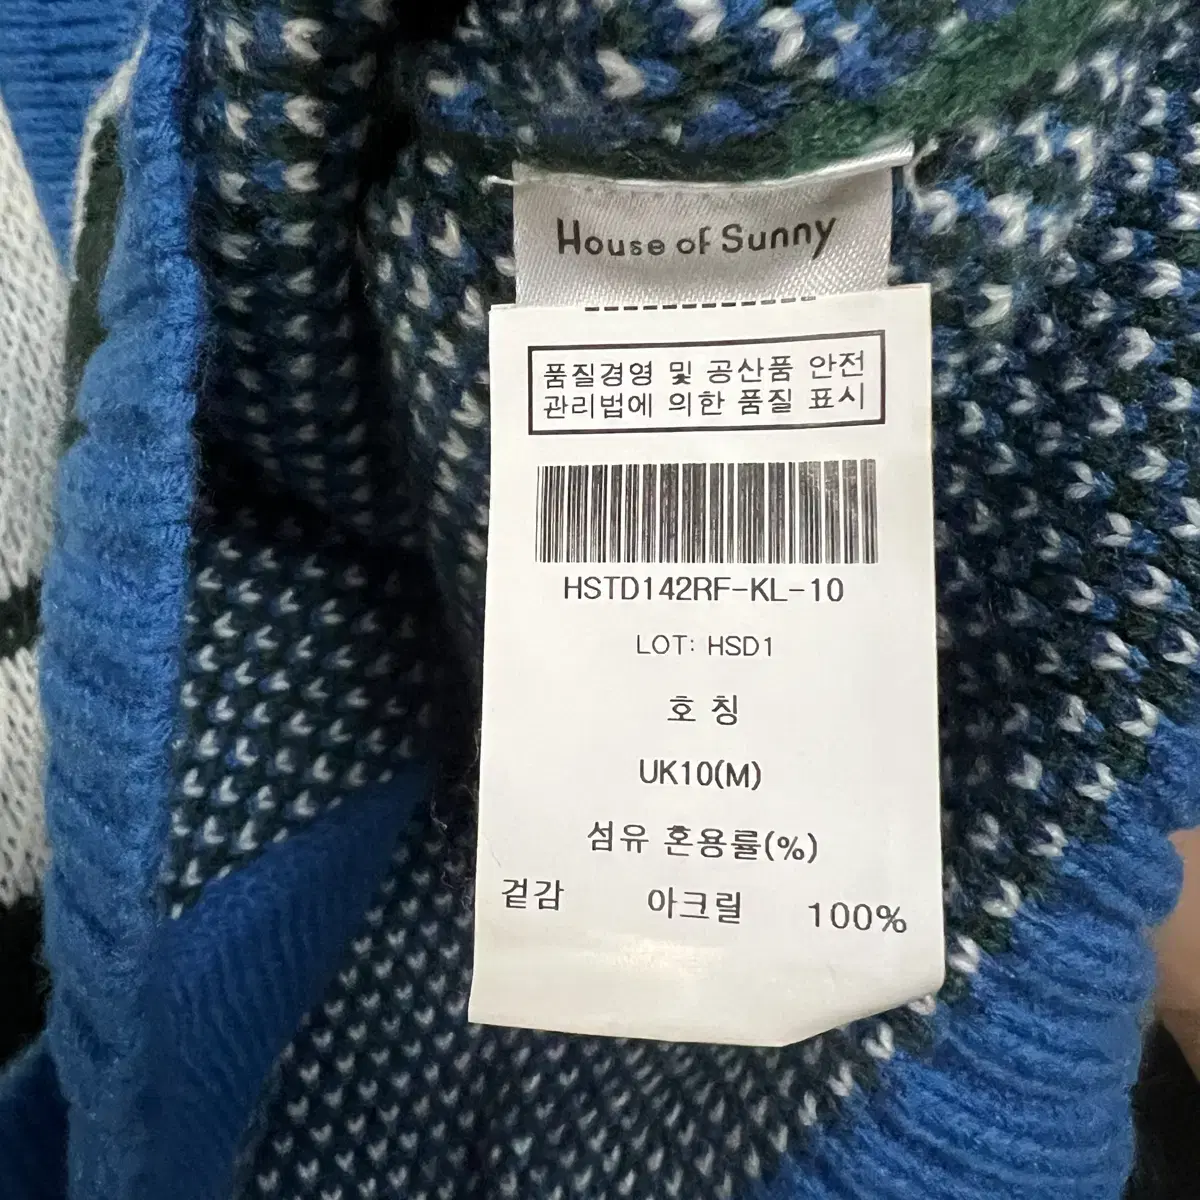 House of Sunny
품질경영 및 공산품 안전
관리법에 의한 품질 표시
HSTD142RF-KL-10
LOT: HSD1
호 칭
UK10(M)
섬유 혼용률(%)
겉감 아크릴 100%